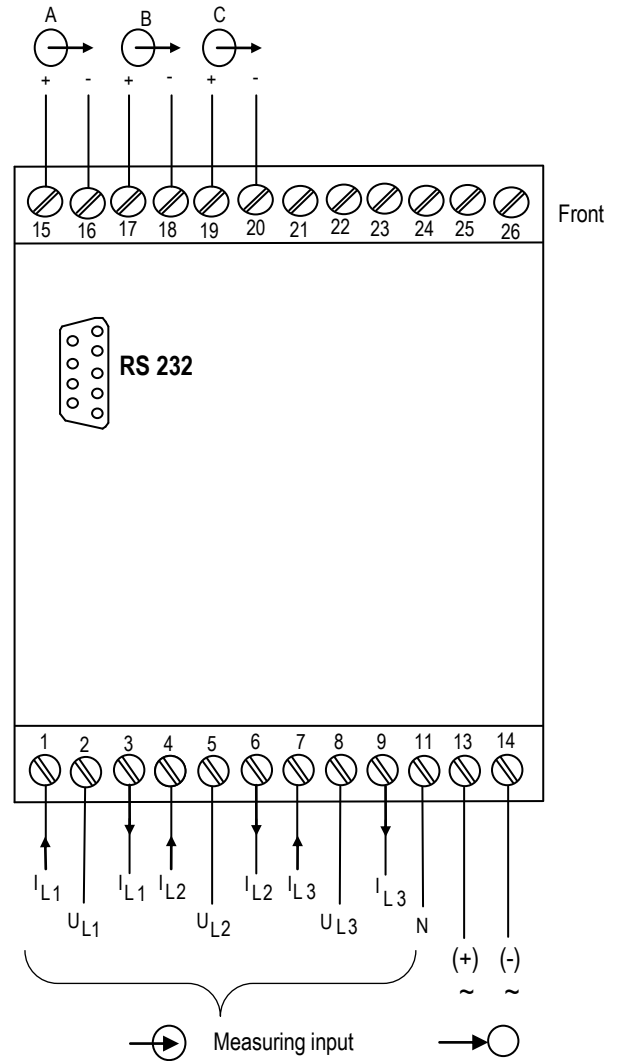 A B C
+ - + - + -
15 16 17 18 19 20 21 22 23 24 25 26
Front
RS 232
1 2 3 4 5 6 7 8 9 11 13 14
IL1 IL1 IL2 IL2 IL3 IL3
UL1 UL2 UL3 N
(+) (-)
~ ~
Measuring input